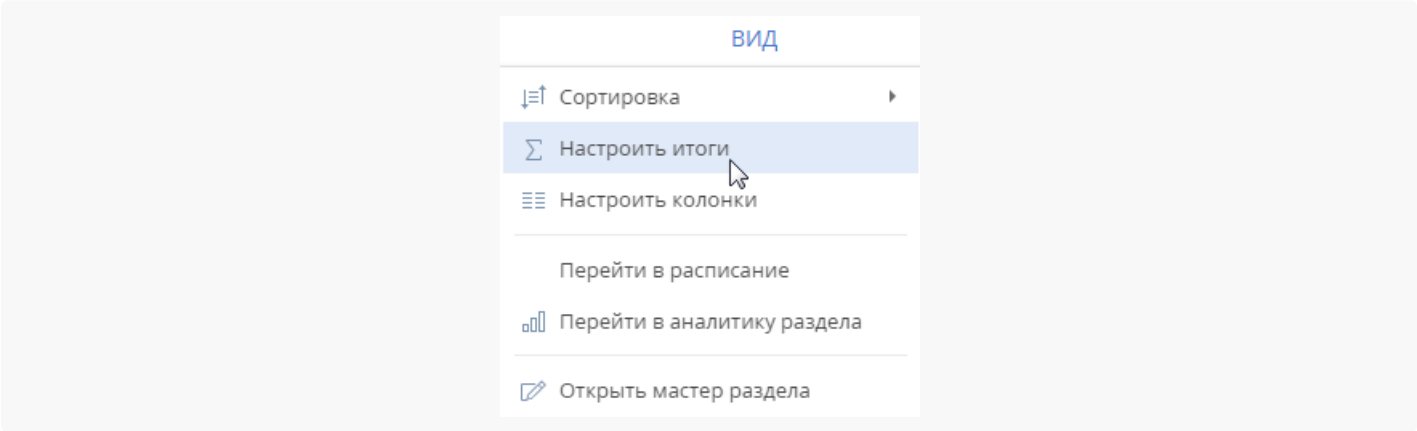 ВИД
Сортировка
Настроить итоги
Настроить колонки
Перейти в расписание
Перейти в аналитику раздела
Открыть мастер раздела